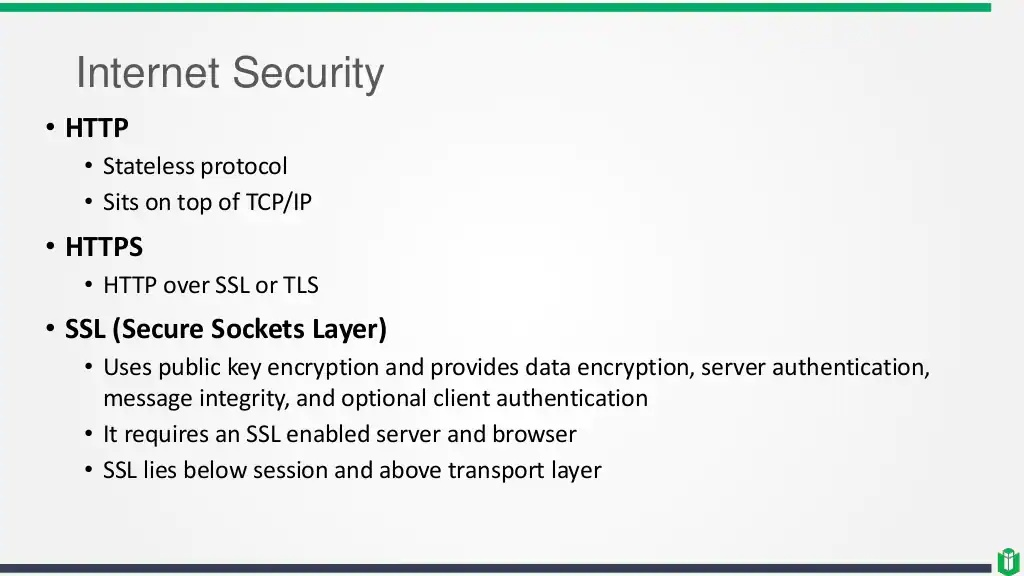 Internet Security
• HTTP
• Stateless protocol
• Sits on top of TCP/IP
• HTTPS
• HTTP over SSL or TLS
• SSL (Secure Sockets Layer)
• Uses public key encryption and provides data encryption, server authentication,
message integrity, and optional client authentication
• It requires an SSL enabled server and browser
• SSL lies below session and above transport layer